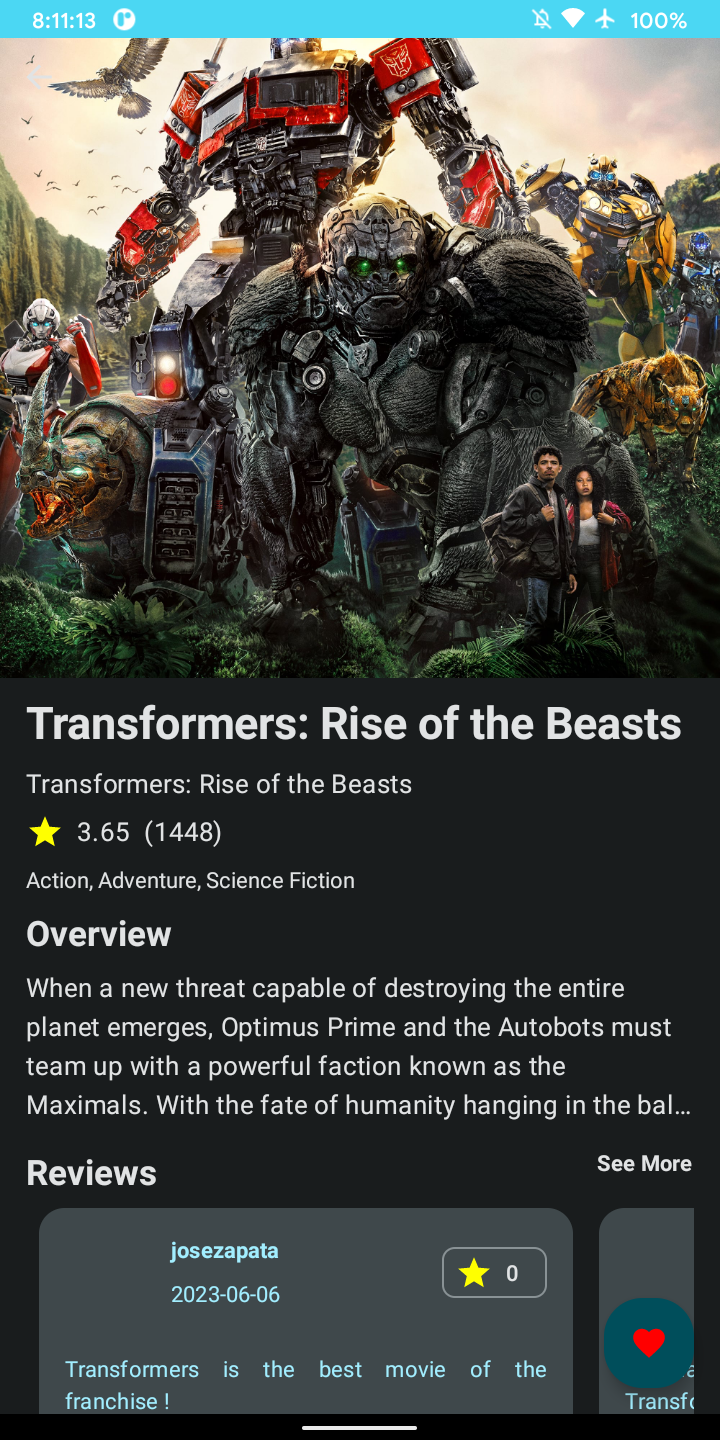 8:11:13
100%
Transformers: Rise of the Beasts
Transformers: Rise of the Beasts
3.65 (1448)
Action, Adventure, Science Fiction
Overview
When a new threat capable of destroying the entire
planet emerges, Optimus Prime and the Autobots must
team up with a powerful faction known as the
Maximals. With the fate of humanity hanging in the bal…
Reviews
See More
josezapata
0
2023-06-06
Transformers is the best movie of the
franchise !
Transfo